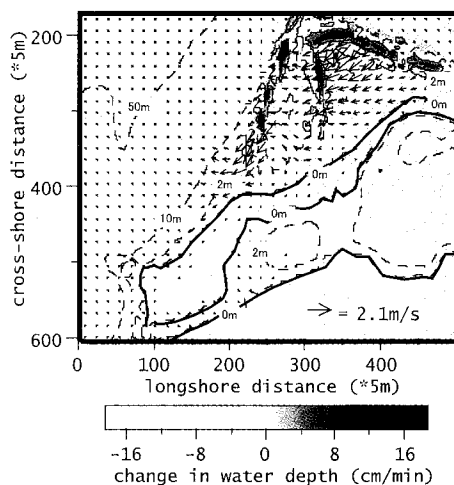 200
400
600
0
100
200
300
400
cross-shore distance (*5m)
longshore distance (*5m)
50m
10m
2m
2m
0m
0m
0m
0m
2m
0m
= 2.1m/s
-16
-8
0
8
16
change in water depth (cm/min)